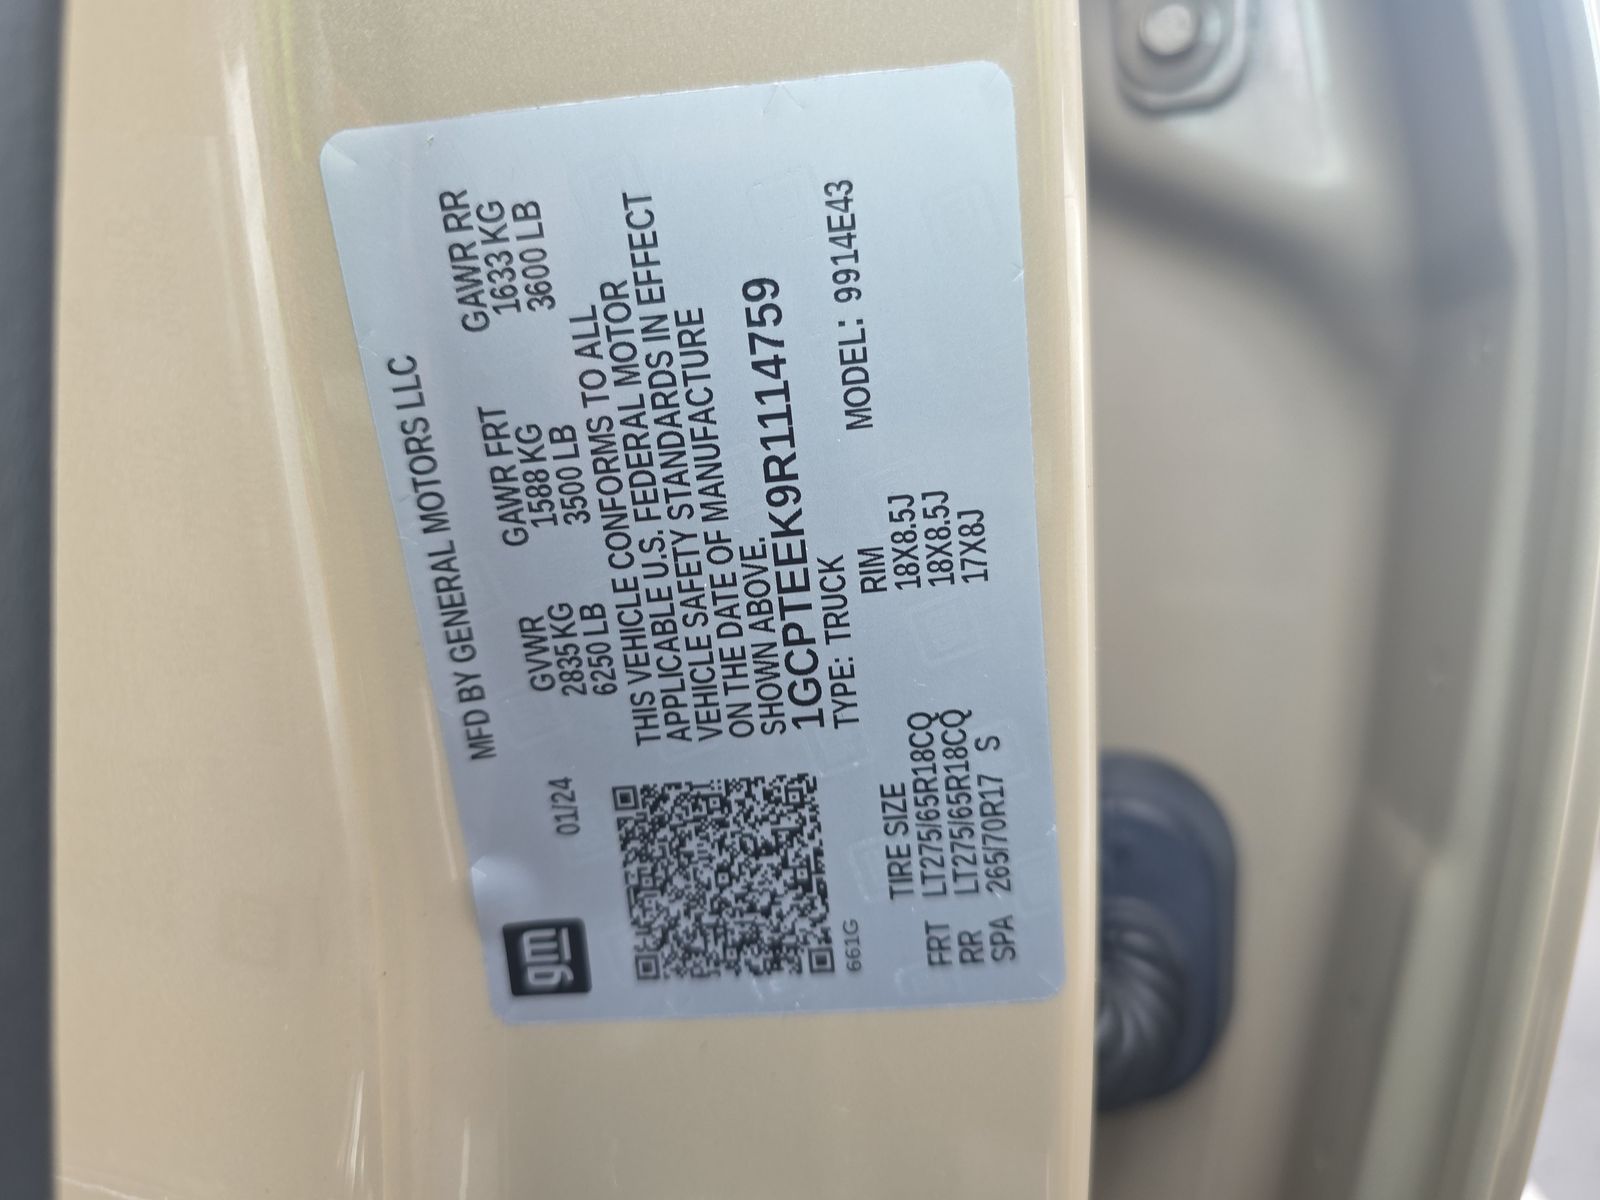 gm
MFD BY GENERAL MOTORS LLC
01/24
GVWR GAWR FRT GAWR RR
2835 KG 1588 KG 1633 KG
6250 LB 3500 LB 3600 LB
THIS VEHICLE CONFORMS TO ALL
APPLICABLE U.S. FEDERAL MOTOR
VEHICLE SAFETY STANDARDS IN EFFECT
ON THE DATE OF MANUFACTURE
SHOWN ABOVE.
1GCPTEEK9R1114759
TYPE: TRUCK MODEL: 9914E43
661G
TIRE SIZE RIM
FRT LT275/65R18CQ 18X8.5J
RR LT275/65R18CQ 18X8.5J
SPA 265/70R17 S 17X8J